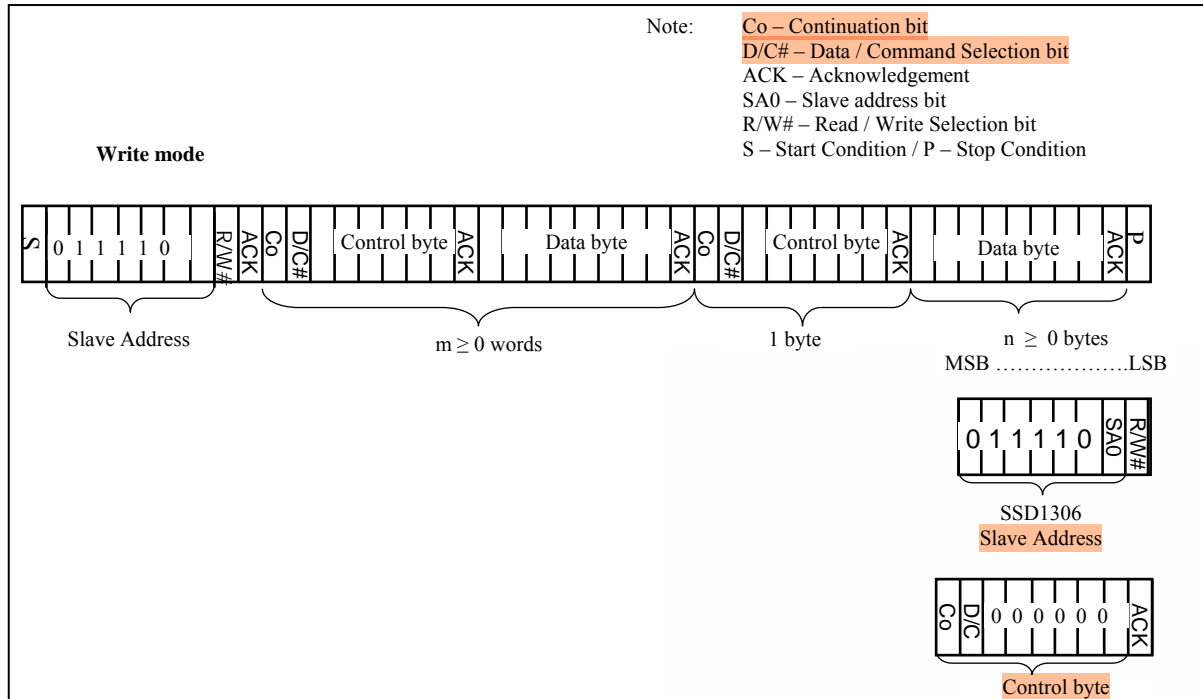 Note: Co – Continuation bit
D/C# – Data / Command Selection bit
ACK – Acknowledgement
SA0 – Slave address bit
R/W# – Read / Write Selection bit
S – Start Condition / P – Stop Condition
Write mode
S 0 1 1 1 1 0 R/W# ACK Co D/C# Control byte ACK Data byte ACK Co D/C# Control byte ACK Data byte ACK P
Slave Address m ≥ 0 words 1 byte n ≥ 0 bytes
MSB ………………….LSB
0 1 1 1 1 0 SA0 R/W#
SSD1306
Slave Address
Co D/C 0 0 0 0 0 0 ACK
Control byte